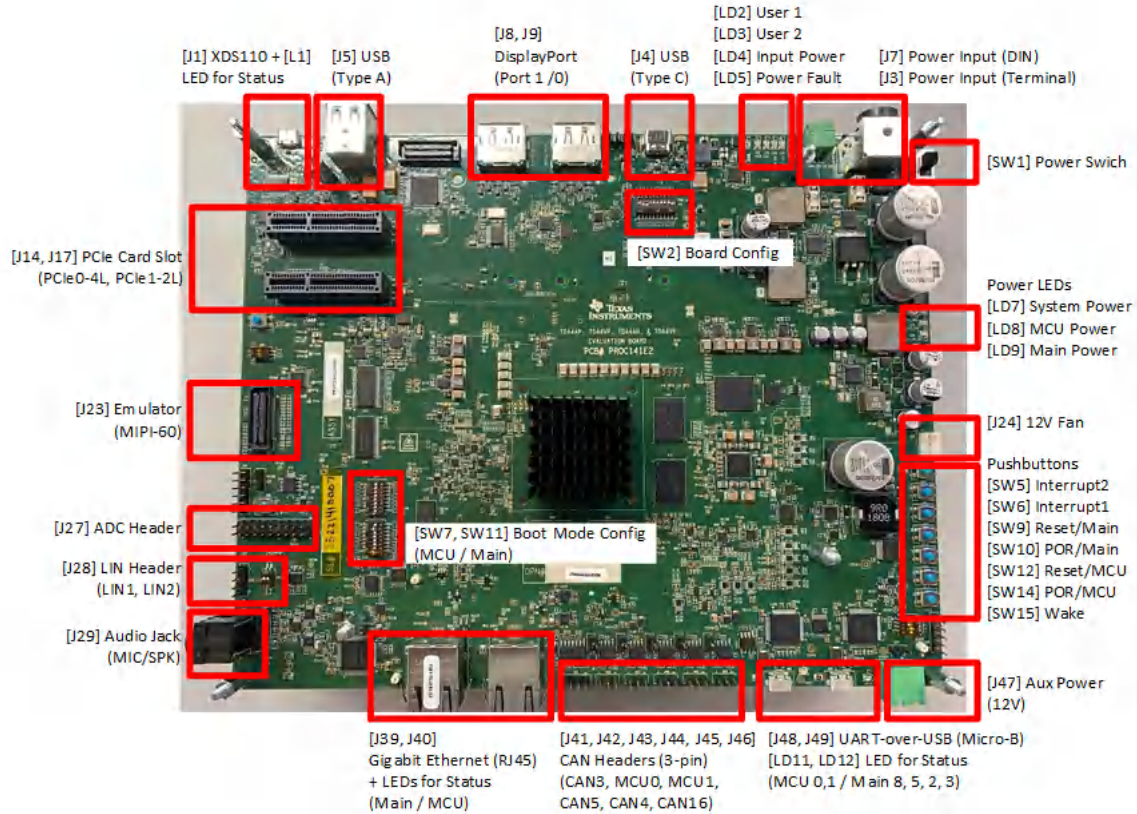 [LD2] User 1
[LD3] User 2
[LD4] Input Power
[LD5] Power Fault
[J1] XDS110 + [L1]
LED for Status
[J5] USB
(Type A)
[J8, J9]
DisplayPort
(Port 1 /0)
[J4] USB
(Type C)
[J7] Power Input (DIN)
[J3] Power Input (Terminal)
[SW1] Power Swich
[J14, J17] PCIe Card Slot
(PCIe0-4L, PCIe1-2L)
[SW2] Board Config
TEXAS
INSTRUMENTS
EVALUATION BOARD
PCB# PROC141E2
Power LEDs
[LD7] System Power
[LD8] MCU Power
[LD9] Main Power
[J23] Emulator
(MIPI-60)
[J24] 12V Fan
Pushbuttons
[SW5] Interrupt2
[SW6] Interrupt1
[SW9] Reset/Main
[SW10] POR/Main
[SW12] Reset/MCU
[SW14] POR/MCU
[SW15] Wake
9R0
1808
[J27] ADC Header
[SW7, SW11] Boot Mode Config
(MCU / Main)
[J28] LIN Header
(LIN1, LIN2)
[J29] Audio Jack
(MIC/SPK)
[J47] Aux Power
(12V)
[J39, J40]
Gigabit Ethernet (RJ45)
+ LEDs for Status
(Main / MCU)
[J41, J42, J43, J44, J45, J46]
CAN Headers (3-pin)
(CAN3, MCU0, MCU1,
CAN5, CAN4, CAN16)
[J48, J49] UART-over-USB (Micro-B)
[LD11, LD12] LED for Status
(MCU 0,1 / Main 8, 5, 2, 3)